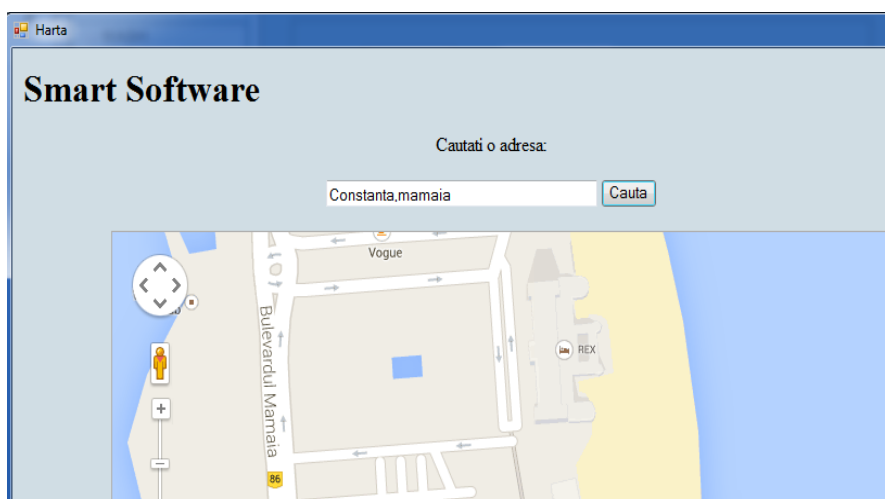 Harta
Smart Software
Cautati o adresa:
Constanta,mamaia
Cauta
Vogue
Bulevardul Mamaia
REX
86